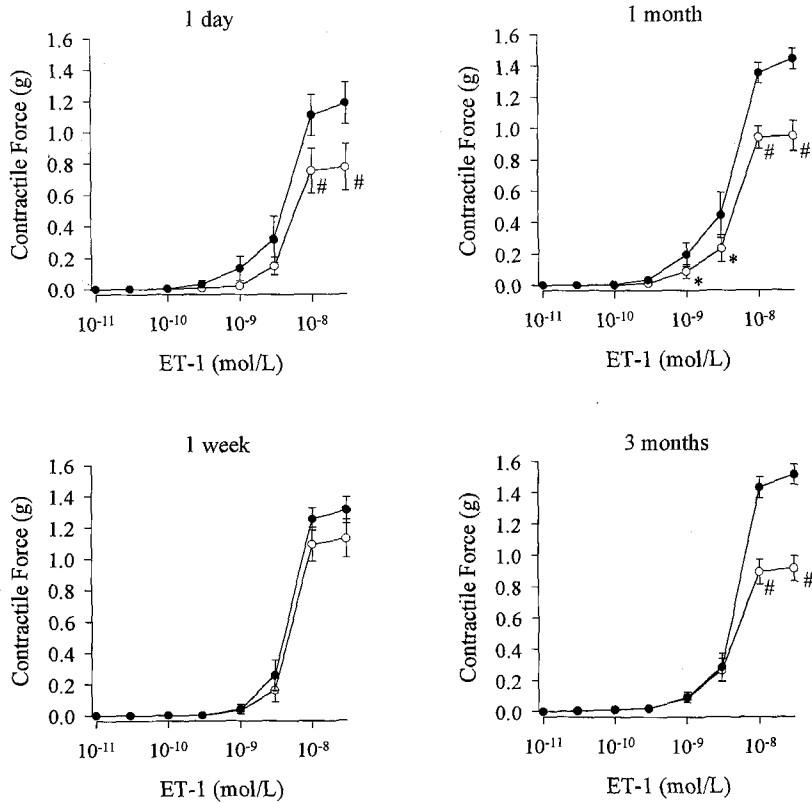 1 day
Contractile Force (g)
1.6
1.4
1.2
1.0
0.8
0.6
0.4
0.2
0.0
# #
10⁻¹¹ 10⁻¹⁰ 10⁻⁹ 10⁻⁸
ET-1 (mol/L)
1 month
Contractile Force (g)
1.6
1.4
1.2
1.0
0.8
0.6
0.4
0.2
0.0
# #
* *
10⁻¹¹ 10⁻¹⁰ 10⁻⁹ 10⁻⁸
ET-1 (mol/L)
1 week
Contractile Force (g)
1.6
1.4
1.2
1.0
0.8
0.6
0.4
0.2
0.0
10⁻¹¹ 10⁻¹⁰ 10⁻⁹ 10⁻⁸
ET-1 (mol/L)
3 months
Contractile Force (g)
1.6
1.4
1.2
1.0
0.8
0.6
0.4
0.2
0.0
# #
10⁻¹¹ 10⁻¹⁰ 10⁻⁹ 10⁻⁸
ET-1 (mol/L)